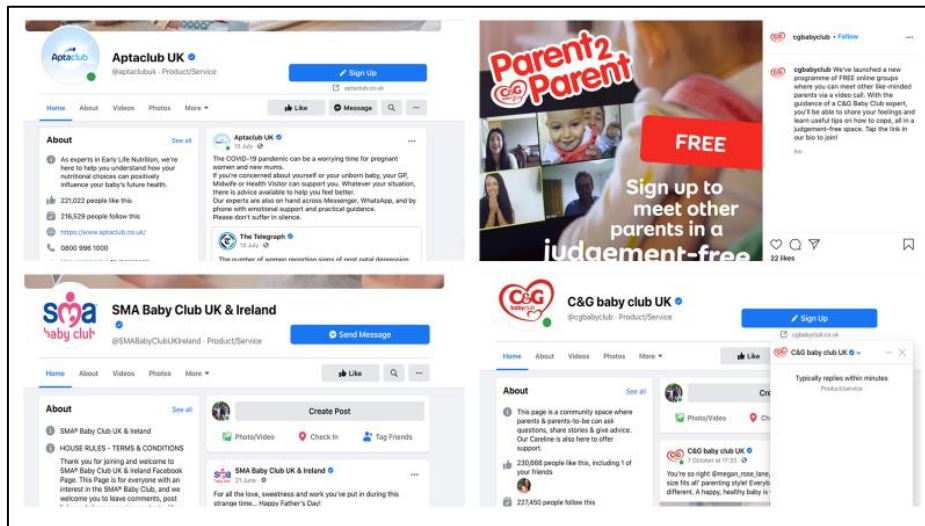 Aptaclub
Aptaclub UK
@aptaclubuk · Product/Service
Sign Up
aptaclub.co.uk
Home About Videos Photos More
Like Message
About See all
As experts in Early Life Nutrition, we're
here to help you understand how your
nutritional choices can positively
influence your baby's future health.
221,022 people like this
216,529 people follow this
https://www.aptaclub.co.uk/
0800 996 1000
Aptaclub UK
15 July ·
The COVID-19 pandemic can be a worrying time for pregnant
women and new mums.
If you're concerned about yourself or your unborn baby, your GP,
Midwife or Health Visitor can support you. Whatever your situation,
there is advice available to help you feel better.
Our experts are also on hand across Messenger, WhatsApp, and by
phone with emotional support and practical guidance.
Please don't suffer in silence.
The Telegraph
13 July ·
The number of women reporting signs of post natal depression
Parent2
C&G Parent
FREE
Sign up to
meet other
parents in a
judgement-free
cgbabyclub • Follow
cgbabyclub We've launched a new
programme of FREE online groups
where you can meet other like-minded
parents via a video call. With the
guidance of a C&G Baby Club expert,
you'll be able to share your feelings and
learn useful tips on how to cope, all in a
judgement-free space. Tap the link in
our bio to join!
22 likes
sma
baby club
SMA Baby Club UK & Ireland
@SMABabyClubUKIreland · Product/Service
Send Message
Home About Videos Photos More
Like
About See all
SMA® Baby Club UK & Ireland
HOUSE RULES - TERMS & CONDITIONS
Thank you for joining and welcome to
SMA® Baby Club UK & Ireland Facebook
Page. This Page is for everyone with an
interest in the SMA® Baby Club, and we
welcome you to leave comments, post
Create Post
Photo/Video Check In Tag Friends
SMA Baby Club UK & Ireland
21 June ·
For all the love, sweetness and work you've put in during this
strange time... Happy Father's Day!
C&G
babyclub
C&G baby club UK
@cgbabyclub · Product/Service
Sign Up
cgbabyclub.co.uk
Home About Videos Photos More
Like
About See all
This page is a community space where
parents & parents-to-be can ask
questions, share stories & give advice.
Our Careline is also here to offer
support.
230,668 people like this, including 1 of
your friends
227,450 people follow this
Photo/Video
C&G baby club UK
7 October at 17:33 ·
You're so right @megan_rose_lane,
size fits all' parenting style! Everyb
different. A happy, healthy baby is
C&G baby club UK
Typically replies within minutes
Product/service